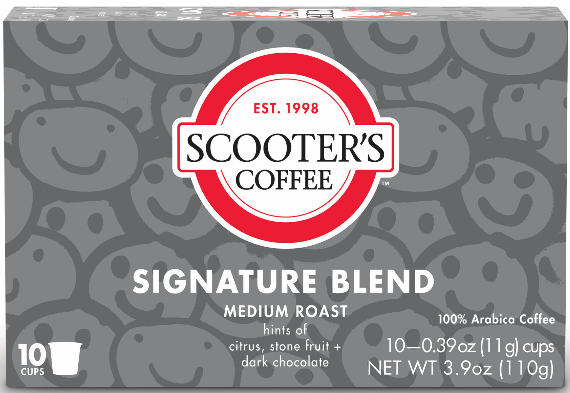 EST. 1998
SCOOTER'S
COFFEE
TM
SIGNATURE BLEND
MEDIUM ROAST
hints of
citrus, stone fruit +
dark chocolate
100% Arabica Coffee
10—0.39oz (11g) cups
NET WT 3.9oz (110g)
10
CUPS